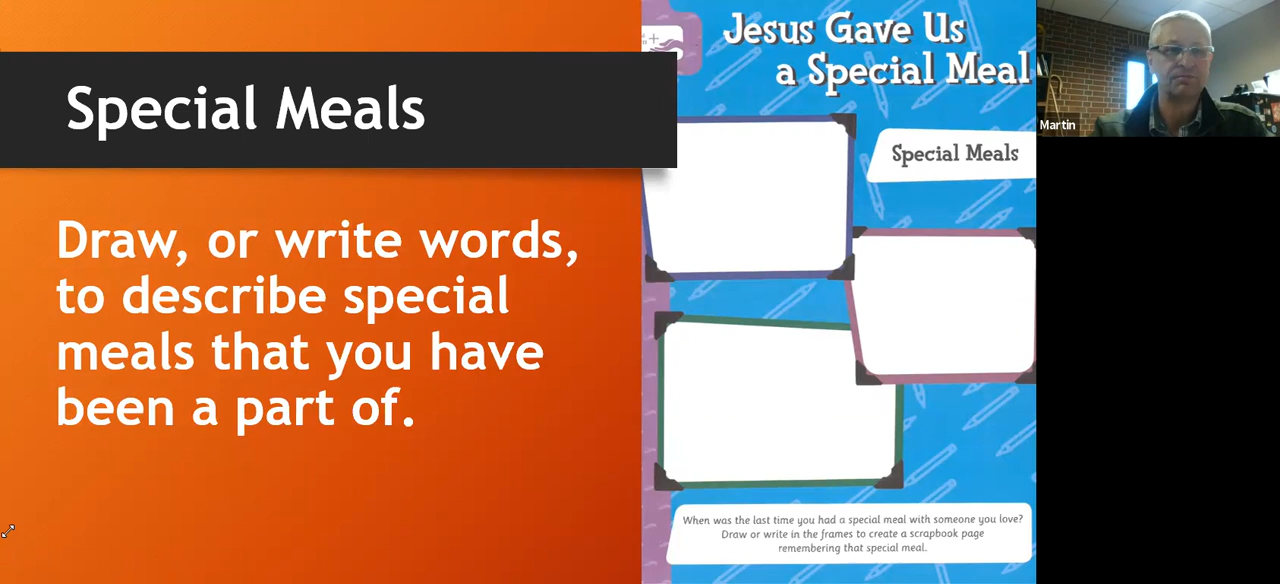 Special Meals
Draw, or write words,
to describe special
meals that you have
been a part of.
Jesus Gave Us
a Special Meal
Special Meals
When was the last time you had a special meal with someone you love?
Draw or write in the frames to create a scrapbook page
remembering that special meal.
Martin